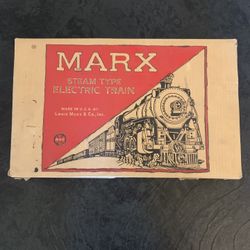 MARX
STEAM TYPE
ELECTRIC TRAIN
MADE IN U.S.A. BY
LOUIS MARX & CO., INC.